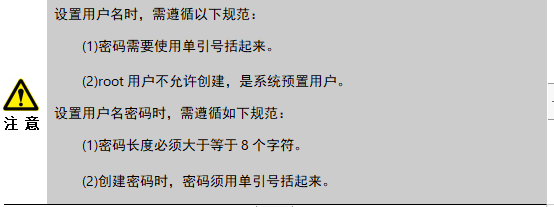 设置用户名时，需遵循以下规范：
(1)密码需要使用单引号括起来。
(2)root 用户不允许创建，是系统预置用户。
注 意
设置用户名密码时，需遵循如下规范：
(1)密码长度必须大于等于 8 个字符。
(2)创建密码时，密码须用单引号括起来。